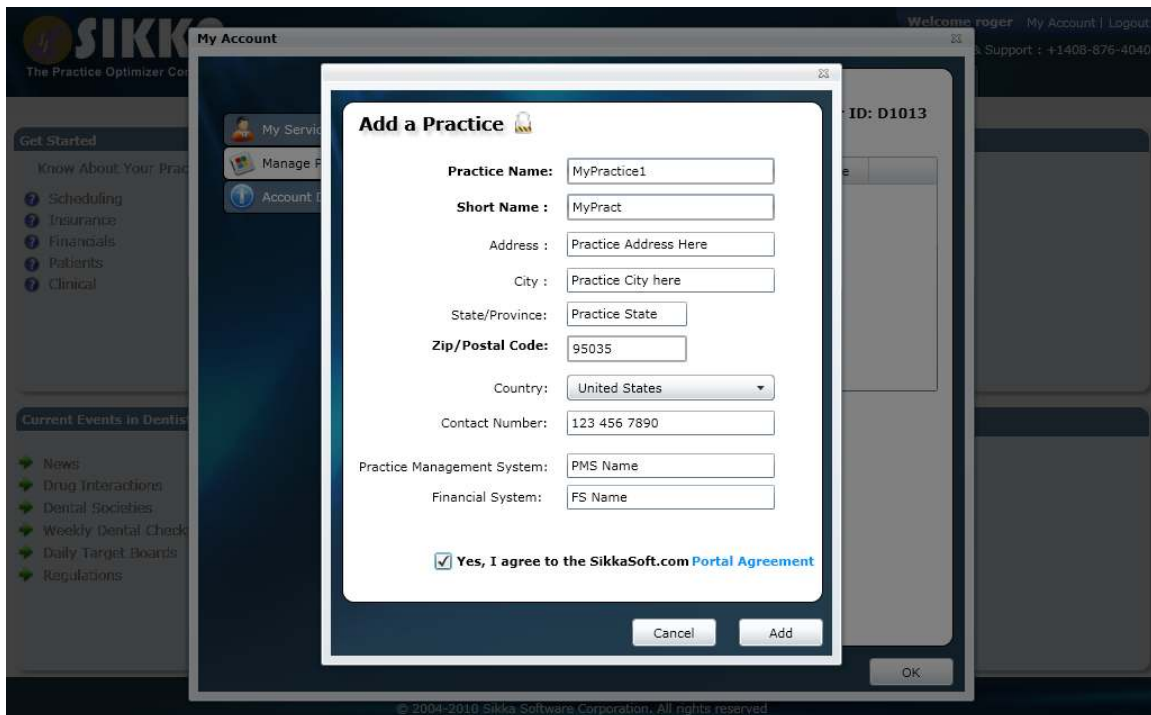 SIKK
The Practice Optimizer Co
Welcome roger My Account | Logout
& Support : +1408-876-4040
My Account
r ID: D1013
Get Started
Know About Your Prac
Scheduling
Insurance
Financials
Patients
Clinical
My Servic
Manage P
Account D
Add a Practice
Practice Name: MyPractice1
Short Name : MyPract
Address : Practice Address Here
City : Practice City here
State/Province: Practice State
Zip/Postal Code: 95035
Country: United States
Contact Number: 123 456 7890
Practice Management System: PMS Name
Financial System: FS Name
Yes, I agree to the SikkaSoft.com Portal Agreement
Cancel Add
OK
Current Events in Dentis
News
Drug Interactions
Dental Societies
Weekly Dental Check
Daily Target Boards
Regulations
© 2004-2010 Sikka Software Corporation. All rights reserved